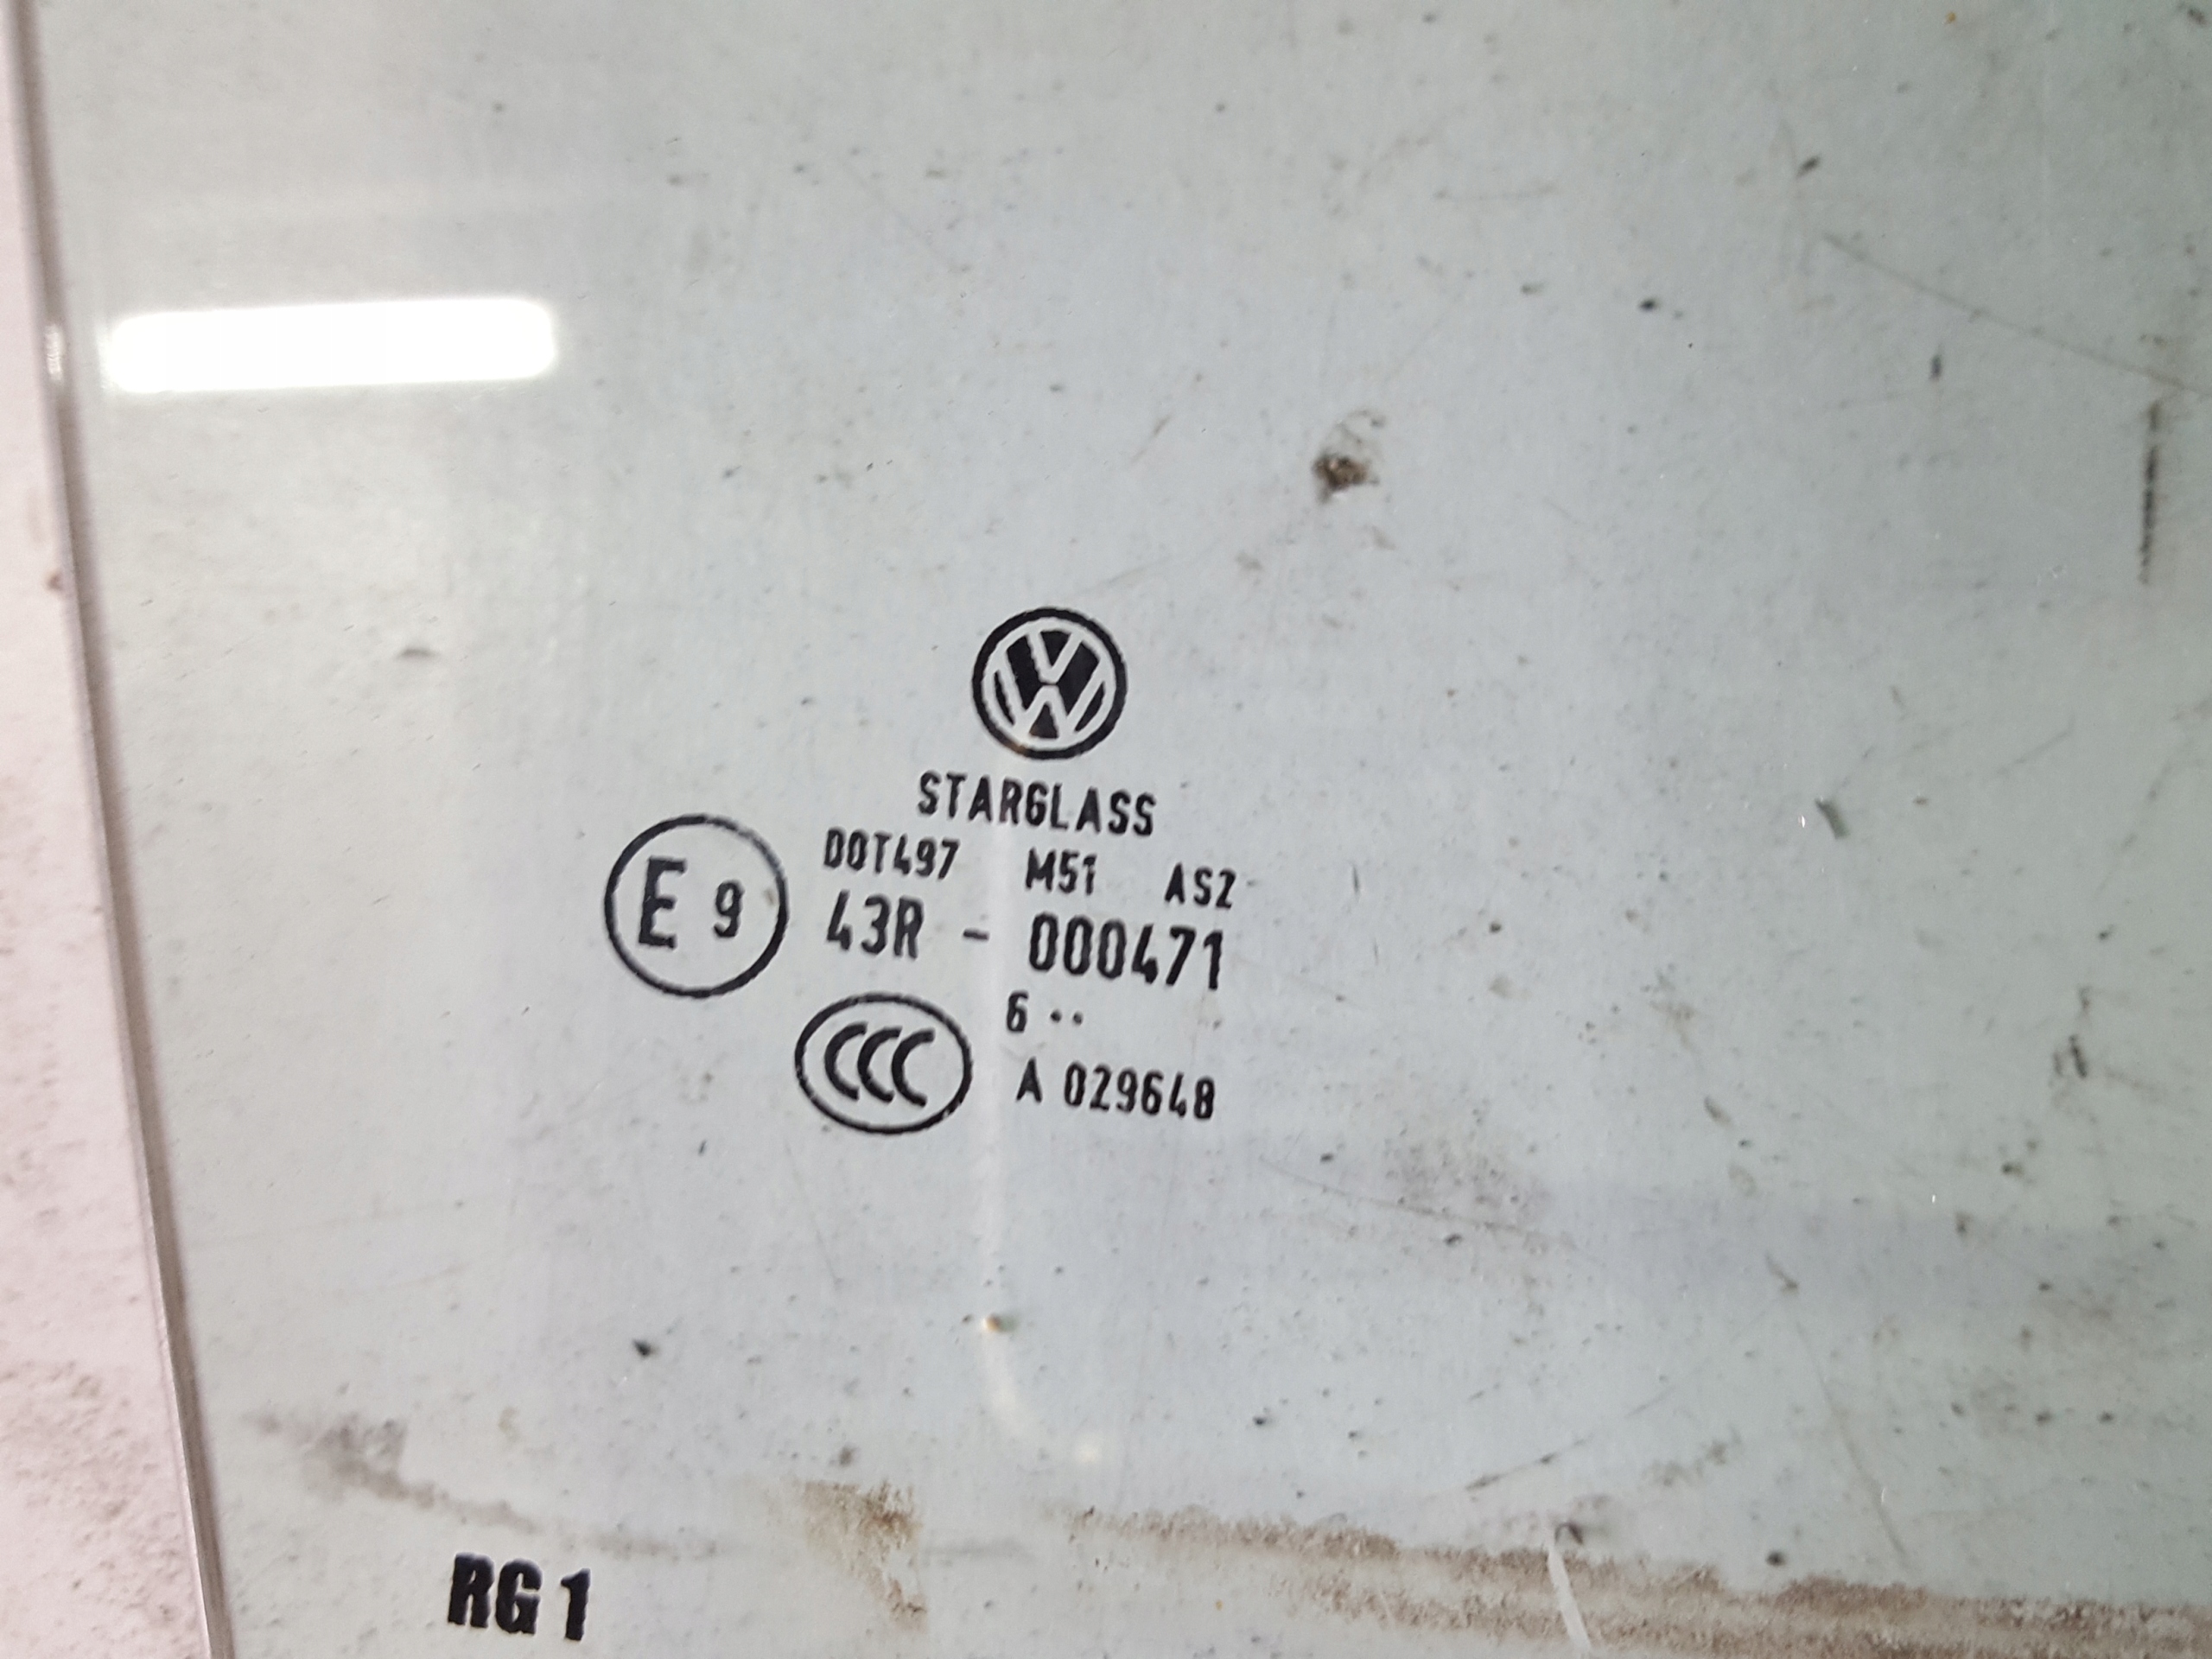 STARGLASS
DOT497 M51 AS2
E 9 43R - 000471
6 ··
CCC A 029648
RG 1